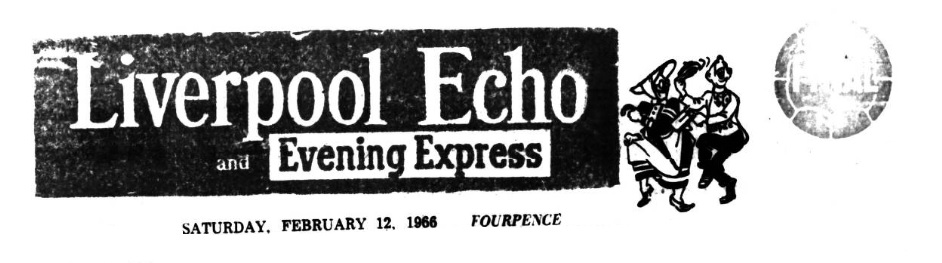 Liverpool Echo
and Evening Express
SATURDAY, FEBRUARY 12, 1966 FOURPENCE